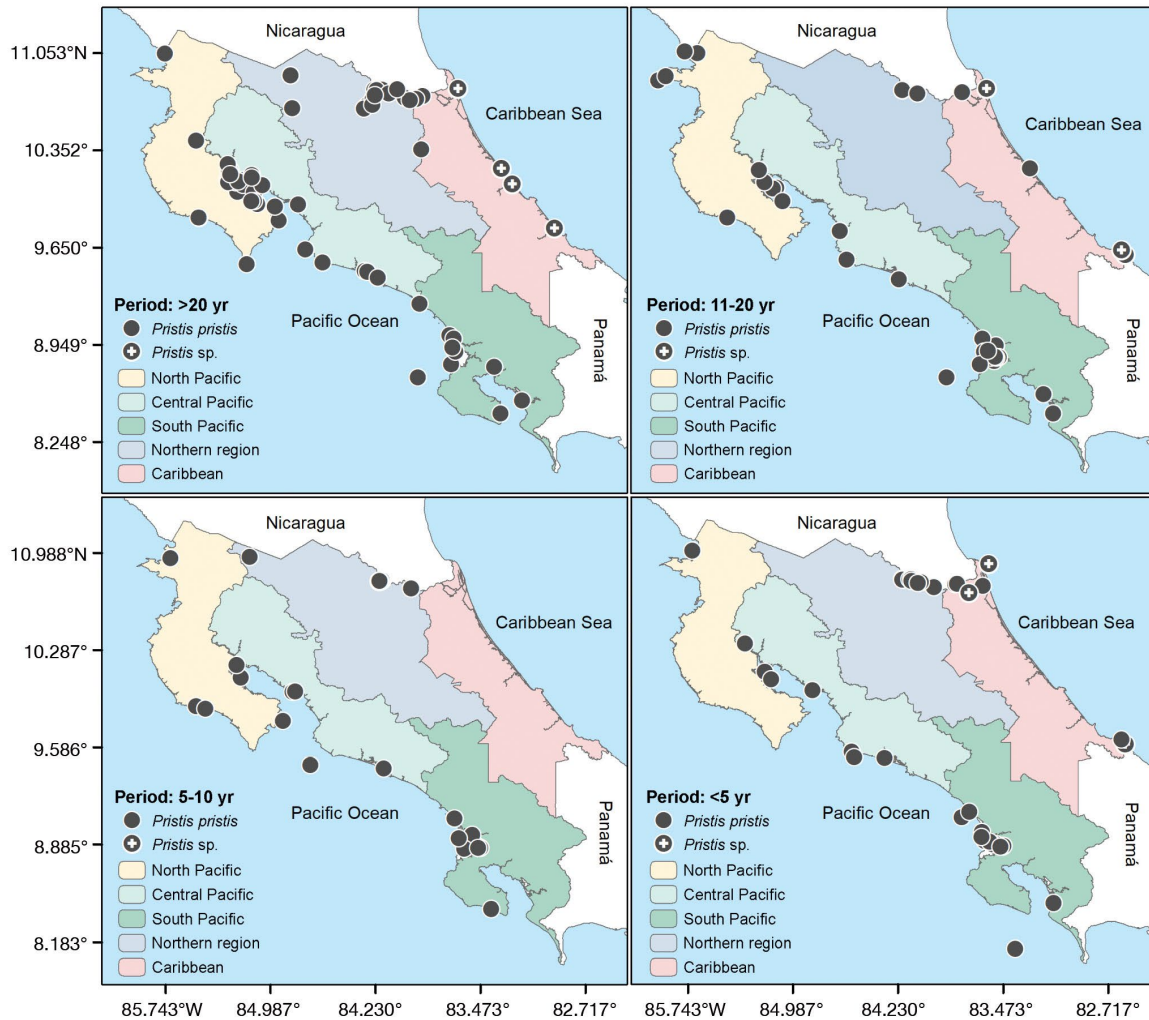 Nicaragua
Caribbean Sea
Pacific Ocean
Panamá
Period: >20 yr
Pristis pristis
Pristis sp.
North Pacific
Central Pacific
South Pacific
Northern region
Caribbean
11.053°N
10.352°
9.650°
8.949°
8.248°
Nicaragua
Caribbean Sea
Pacific Ocean
Panamá
Period: 11-20 yr
Pristis pristis
Pristis sp.
North Pacific
Central Pacific
South Pacific
Northern region
Caribbean
Nicaragua
Caribbean Sea
Pacific Ocean
Panamá
Period: 5-10 yr
Pristis pristis
Pristis sp.
North Pacific
Central Pacific
South Pacific
Northern region
Caribbean
10.988°N
10.287°
9.586°
8.885°
8.183°
Nicaragua
Caribbean Sea
Pacific Ocean
Panamá
Period: <5 yr
Pristis pristis
Pristis sp.
North Pacific
Central Pacific
South Pacific
Northern region
Caribbean
85.743°W 84.987° 84.230° 83.473° 82.717°
85.743°W 84.987° 84.230° 83.473° 82.717°